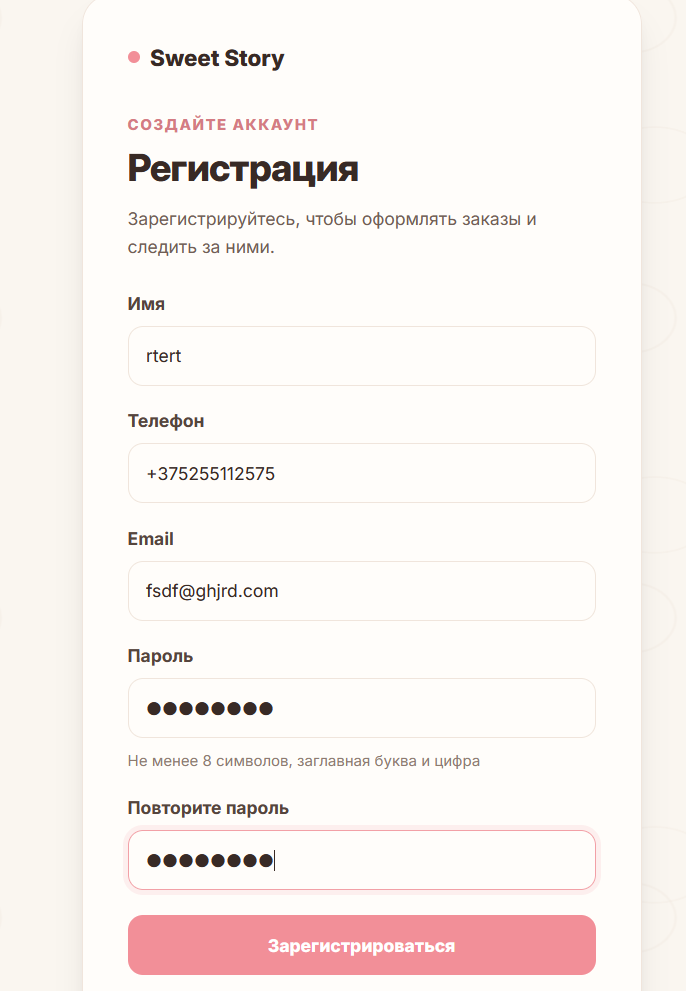 Sweet Story
СОЗДАЙТЕ АККАУНТ
Регистрация
Зарегистрируйтесь, чтобы оформлять заказы и
следить за ними.
Имя
rtert
Телефон
+375255112575
Email
fsdf@ghjrd.com
Пароль
●●●●●●●●
Не менее 8 символов, заглавная буква и цифра
Повторите пароль
●●●●●●●●
Зарегистрироваться